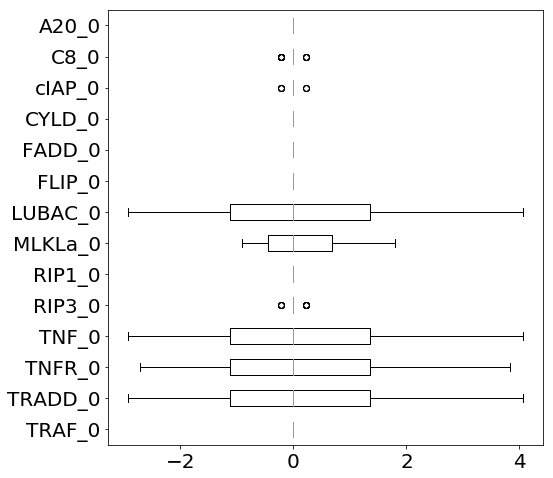 A20_0
C8_0
cIAP_0
CYLD_0
FADD_0
FLIP_0
LUBAC_0
MLKLa_0
RIP1_0
RIP3_0
TNF_0
TNFR_0
TRADD_0
TRAF_0
−2 0 2 4